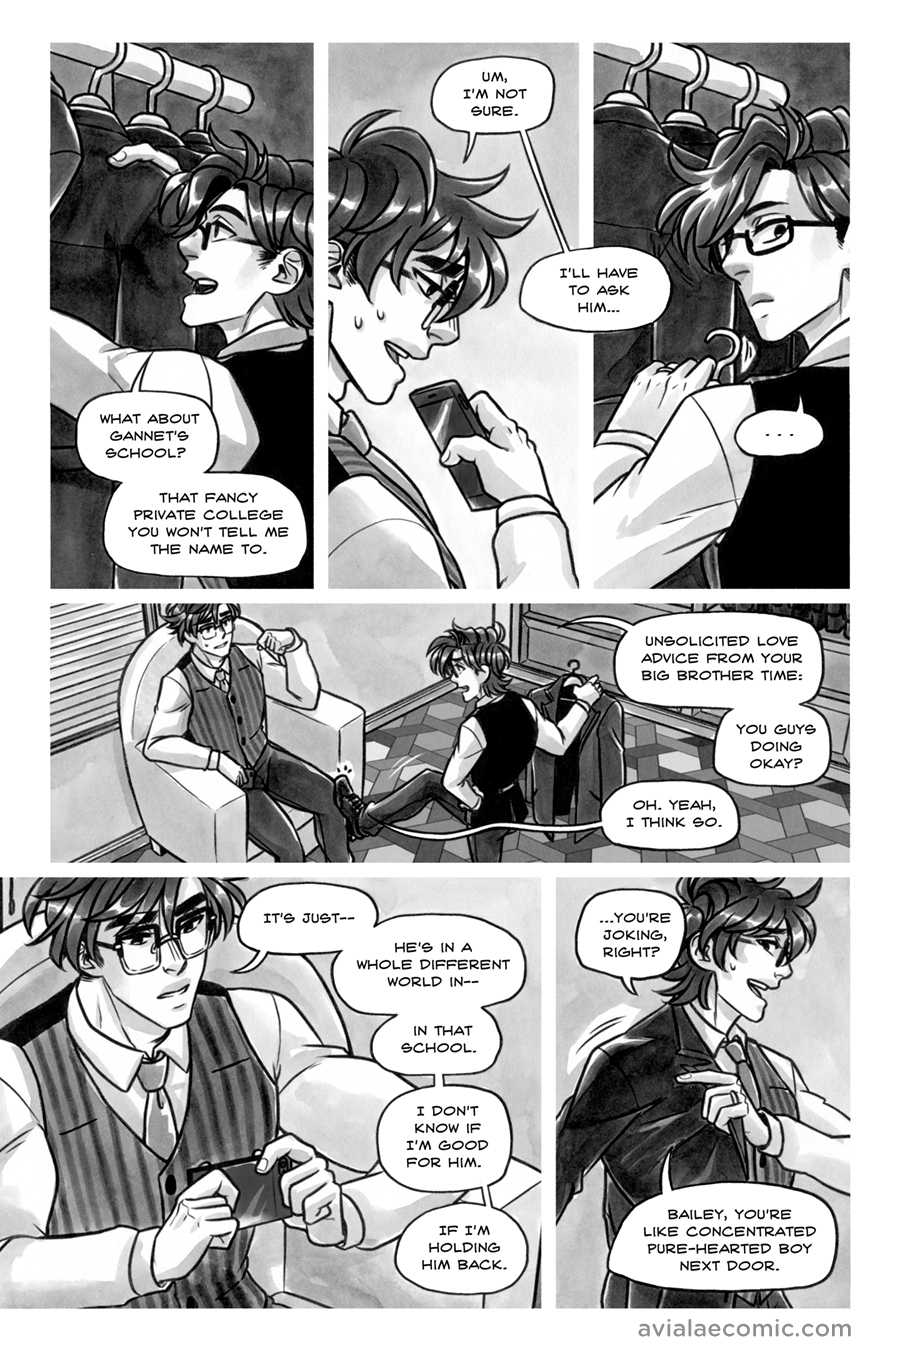 WHAT ABOUT
GANNET'S
SCHOOL?
THAT FANCY
PRIVATE COLLEGE
YOU WON'T TELL ME
THE NAME TO.
UM,
I'M NOT
SURE.
I'LL HAVE
TO ASK
HIM...
...
UNSOLICITED LOVE
ADVICE FROM YOUR
BIG BROTHER TIME:
YOU GUYS
DOING
OKAY?
OH. YEAH,
I THINK SO.
IT'S JUST--
HE'S IN A
WHOLE DIFFERENT
WORLD IN--
IN THAT
SCHOOL.
I DON'T
KNOW IF
I'M GOOD
FOR HIM.
IF I'M
HOLDING
HIM BACK.
...YOU'RE
JOKING,
RIGHT?
BAILEY, YOU'RE
LIKE CONCENTRATED
PURE-HEARTED BOY
NEXT DOOR.
avialaecomic.com